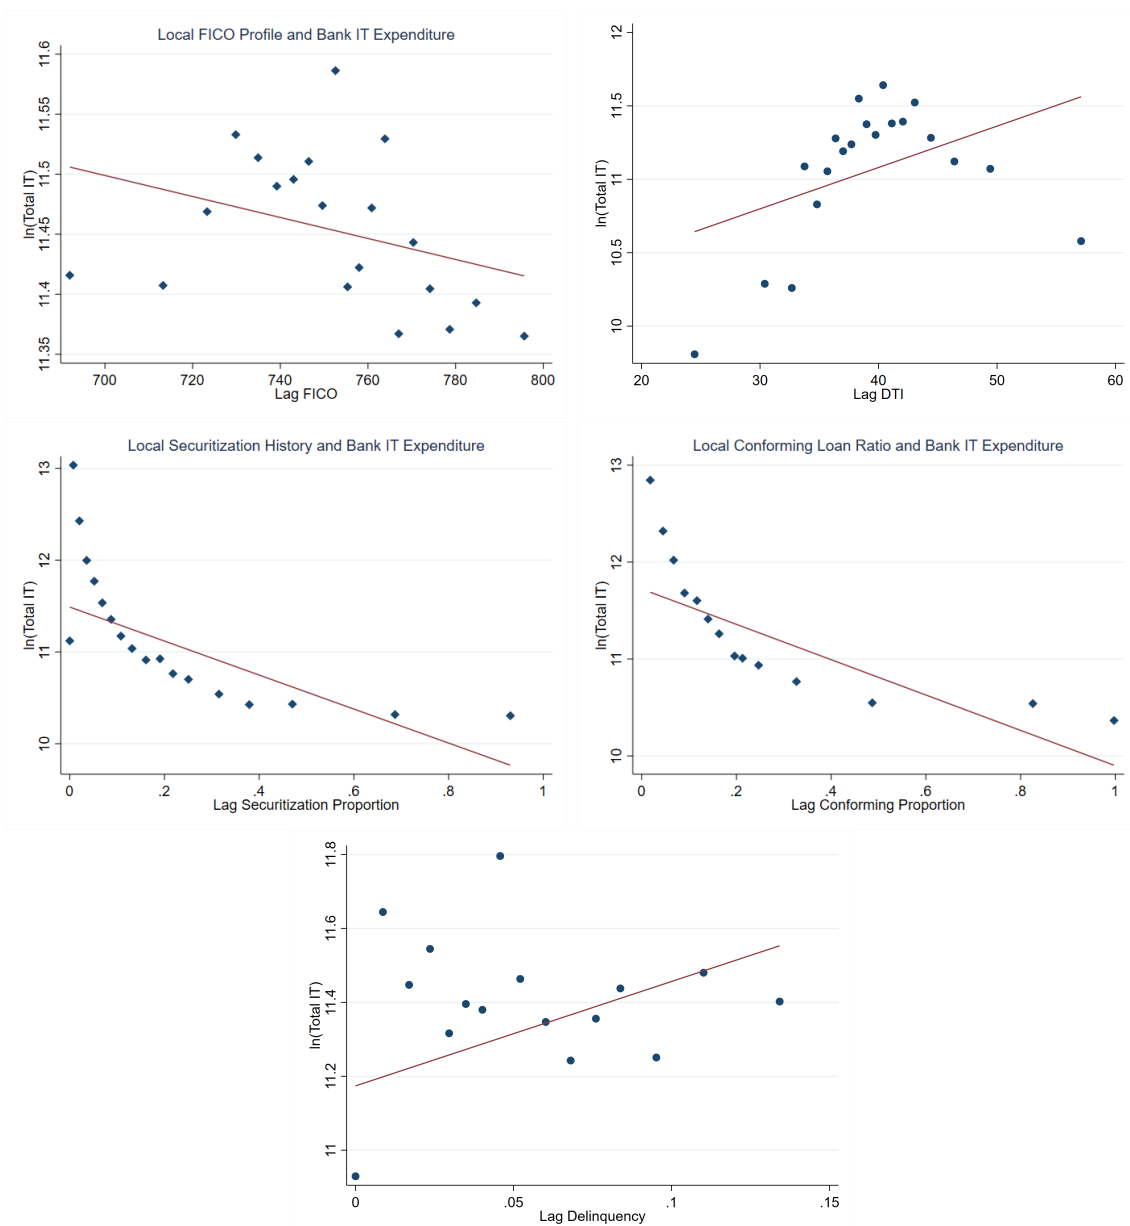 Local FICO Profile and Bank IT Expenditure
ln(Total IT)
11.6
11.55
11.5
11.45
11.4
11.35
700 720 740 760 780 800
Lag FICO
ln(Total IT)
12
11.5
11
10.5
10
20 30 40 50 60
Lag DTI
Local Securitization History and Bank IT Expenditure
ln(Total IT)
13
12
11
10
0 .2 .4 .6 .8 1
Lag Securitization Proportion
Local Conforming Loan Ratio and Bank IT Expenditure
ln(Total IT)
13
12
11
10
0 .2 .4 .6 .8 1
Lag Conforming Proportion
ln(Total IT)
11.8
11.6
11.4
11.2
11
0 .05 .1 .15
Lag Delinquency